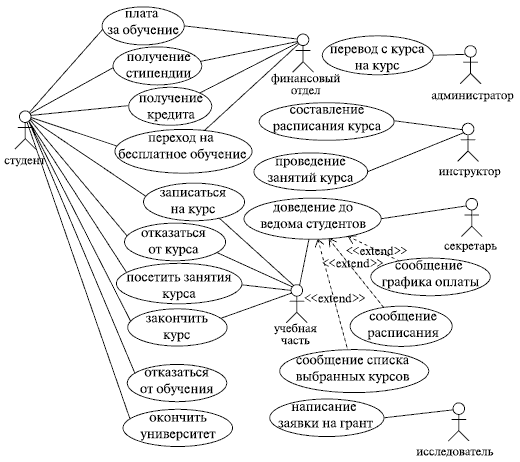 плата
за обучение
получение
стипендии
получение
кредита
переход на
бесплатное обучение
студент
финансовый
отдел
перевод с курса
на курс
администратор
составление
расписания курса
проведение
занятий курса
инструктор
записаться
на курс
отказаться
от курса
посетить занятия
курса
закончить
курс
доведение до
ведома студентов
секретарь
<<extend>>
<<extend>>
<<extend>>
сообщение
графика оплаты
сообщение
расписания
учебная
часть
сообщение списка
выбранных курсов
отказаться
от обучения
окончить
университет
написание
заявки на грант
исследователь